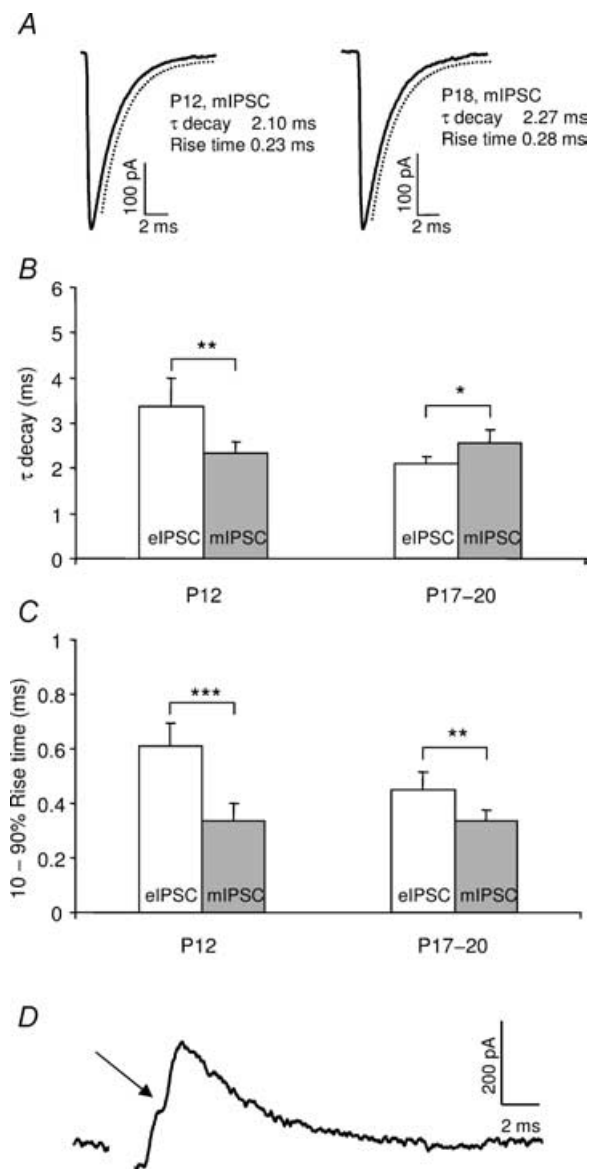 A
P12, mIPSC
τ decay 2.10 ms
Rise time 0.23 ms
100 pA
2 ms
P18, mIPSC
τ decay 2.27 ms
Rise time 0.28 ms
100 pA
2 ms
B
6
5
4
3
2
1
0
τ decay (ms)
**
*
eIPSC
mIPSC
eIPSC
mIPSC
P12
P17–20
C
1
0.8
0.6
0.4
0.2
0
10 – 90% Rise time (ms)
***
**
eIPSC
mIPSC
eIPSC
mIPSC
P12
P17–20
D
200 pA
2 ms